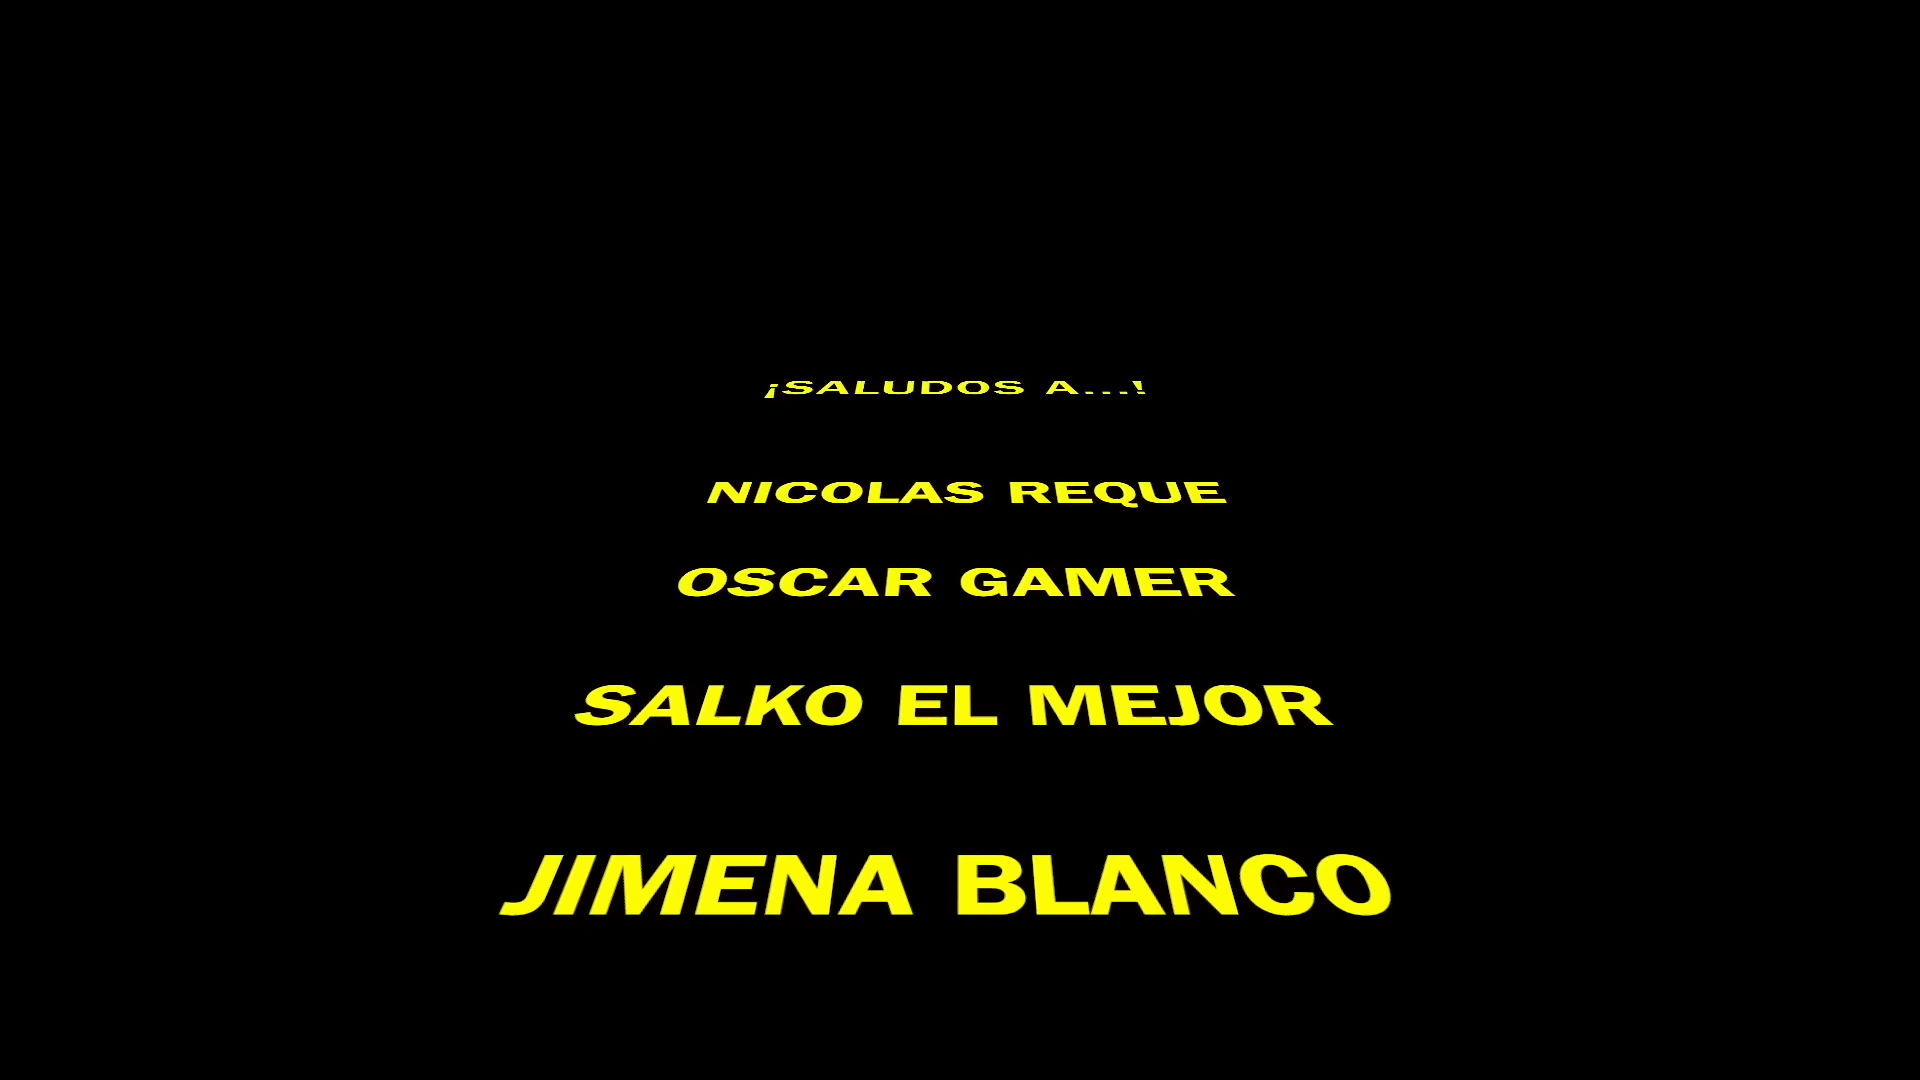 ¡SALUDOS A...!
NICOLAS REQUE
OSCAR GAMER
SALKO EL MEJOR
JIMENA BLANCO